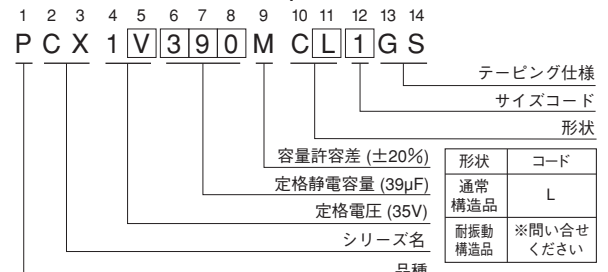 1 2 3 4 5 6 7 8 9 10 11 12 13 14
P C X 1 V 3 9 0 M C L 1 G S
テーピング仕様
サイズコード
形状
容量許容差 (±20%)
定格静電容量 (39µF)
定格電圧 (35V)
シリーズ名
品種
形状 コード
通常構造品 L
耐振動構造品 ※問い合せください